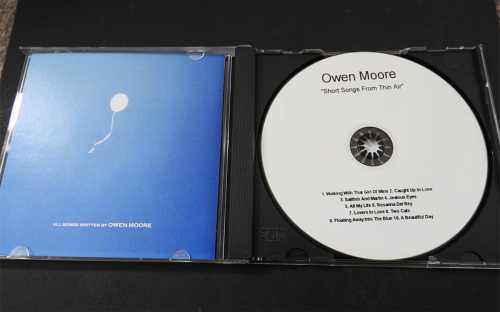 ALL SONGS WRITTEN BY OWEN MOORE
Owen Moore
"Short Songs From Thin Air"
1. Walking With That Girl Of Mine 2. Caught Up In Love
3. Sailfish And Marlin 4. Jealous Eyes
5. All My Life 6. Rosanna Del Rey
7. Lovers In Love 8. Two Cats
9. Floating Away Into The Blue 10. A Beautiful Day